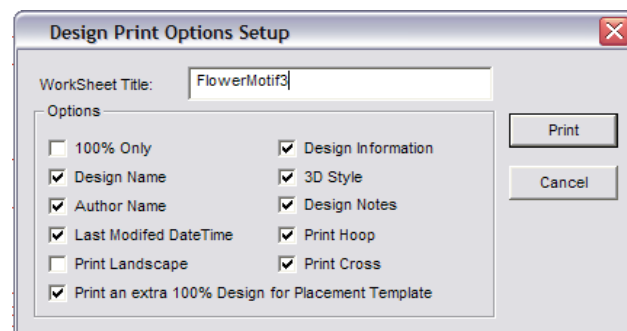 Design Print Options Setup
WorkSheet Title: FlowerMotif3
Options
100% Only
Design Information
Print
Design Name
3D Style
Cancel
Author Name
Design Notes
Last Modifed DateTime
Print Hoop
Print Landscape
Print Cross
Print an extra 100% Design for Placement Template